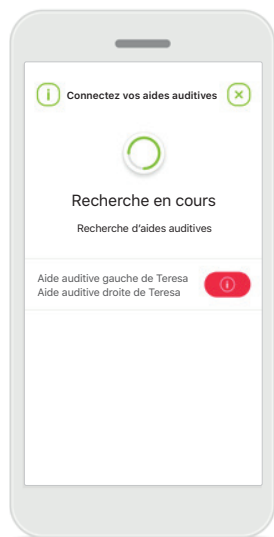 Connectez vos aides auditives
Recherche en cours
Recherche d'aides auditives
Aide auditive gauche de Teresa
Aide auditive droite de Teresa